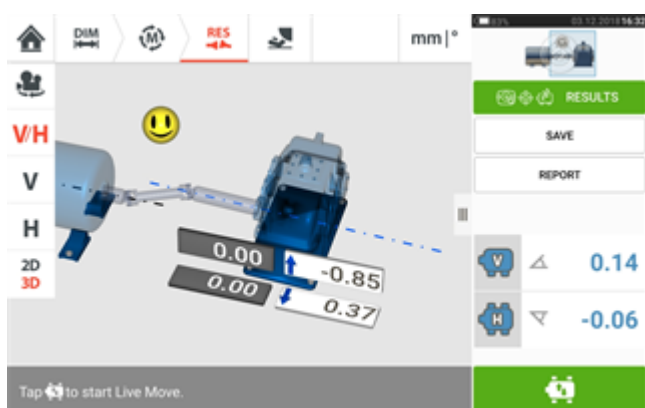 DIM
M
RES
mm|°
83%
03.12.2018 16:32
V/H
V
H
2D
3D
0.00
-0.85
0.00
0.37
RESULTS
SAVE
REPORT
V
0.14
H
-0.06
Tap to start Live Move.